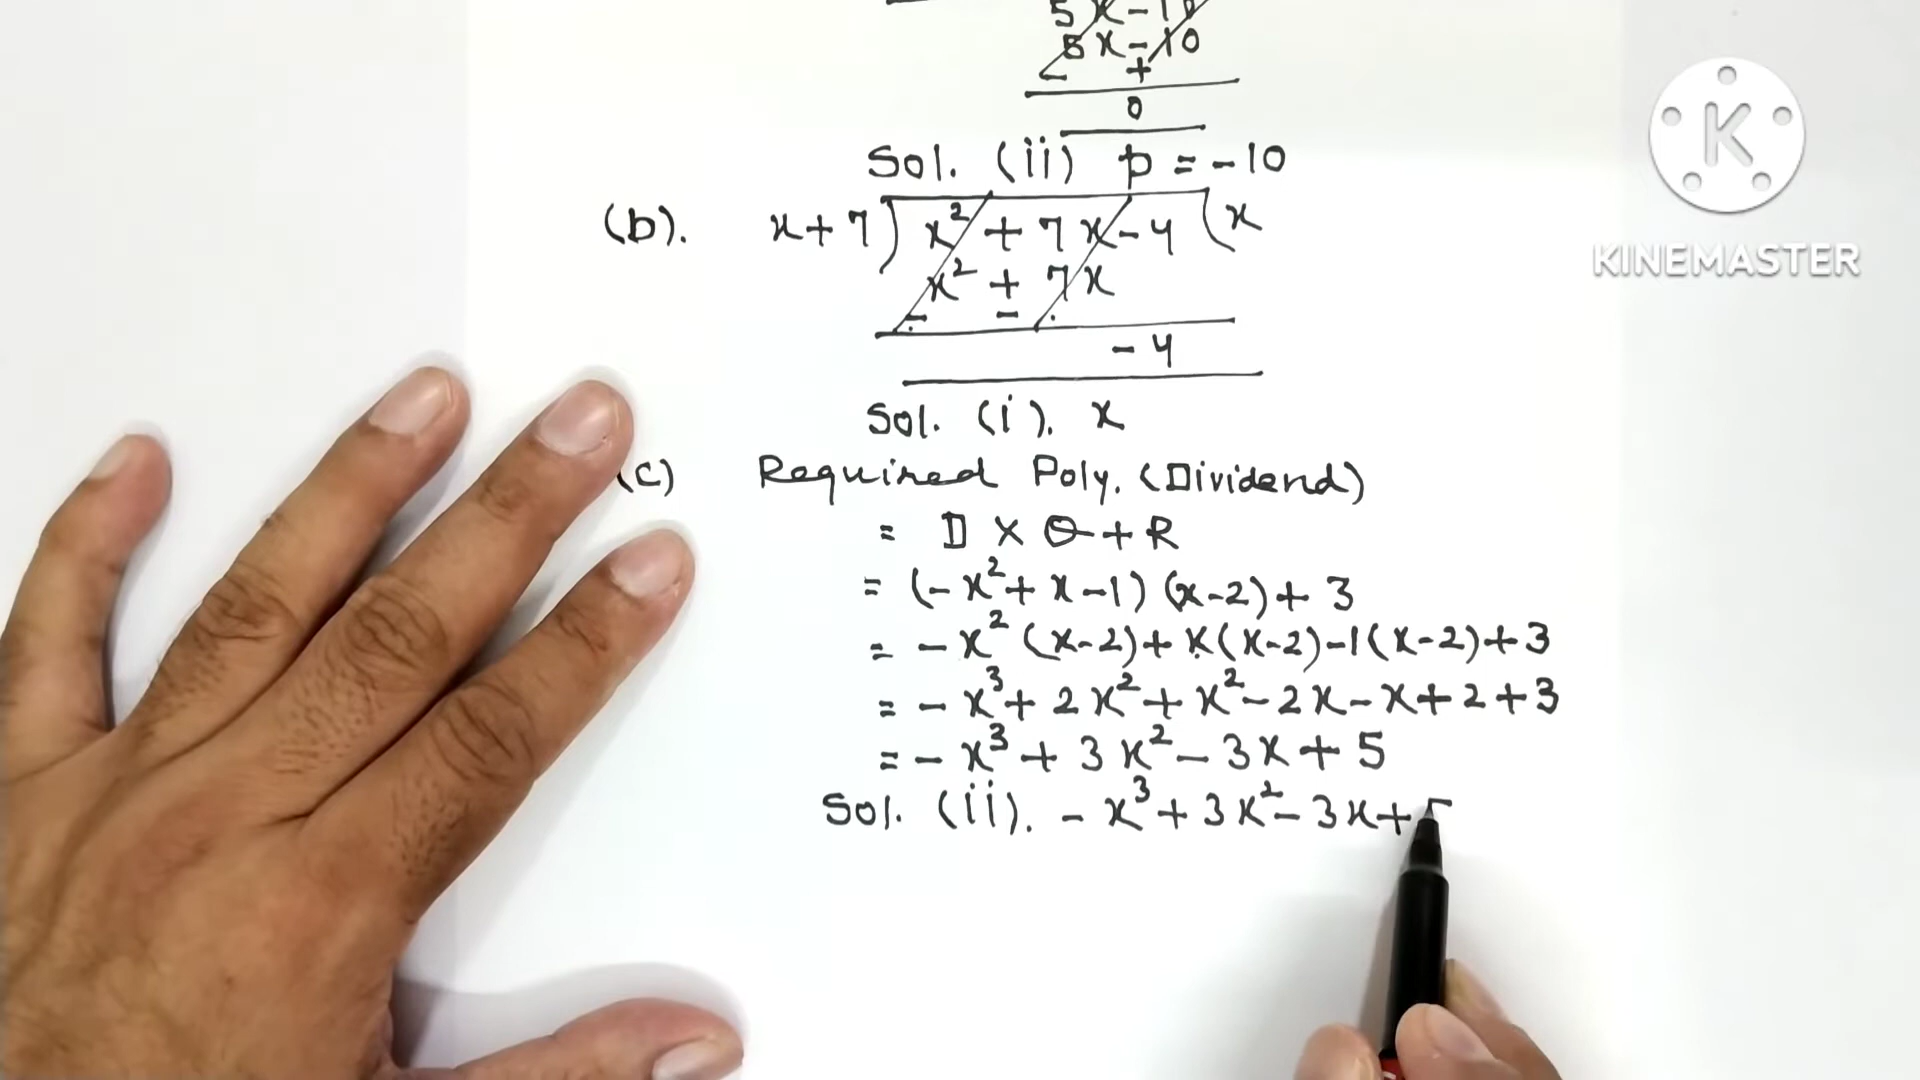 5x-10
5x-10
- +
0
Sol. (ii) p = -10
(b). x+7) x² + 7x - 4 (x
x² + 7x
- -
- 4
Sol. (i). x
(c) Required Poly. (Dividend)
= D × Q + R
= (-x² + x - 1) (x-2) + 3
= - x² (x-2) + x(x-2) - 1(x-2) + 3
= - x³ + 2x² + x² - 2x - x + 2 + 3
= - x³ + 3x² - 3x + 5
Sol. (ii). - x³ + 3x² - 3x +
K
KINEMASTER